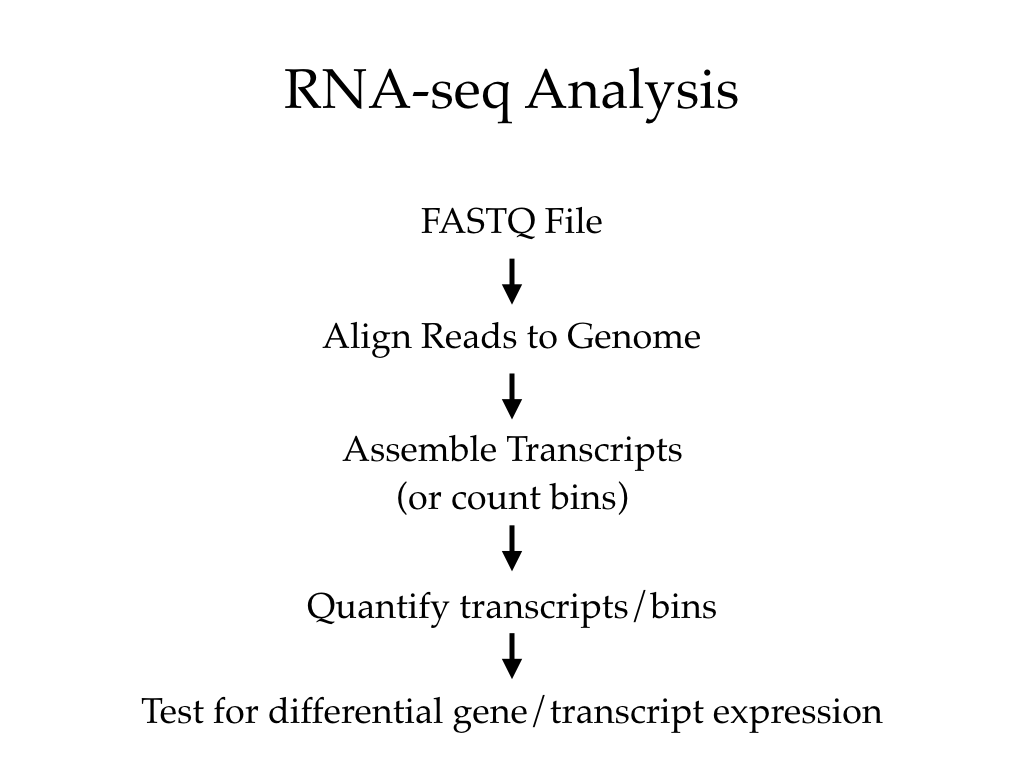 RNA-seq Analysis
FASTQ File
Align Reads to Genome
Assemble Transcripts
(or count bins)
Quantify transcripts/bins
Test for differential gene/transcript expression